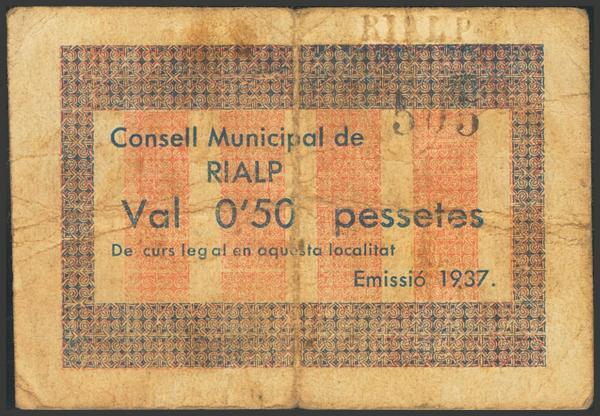 RIALP
505
Consell Municipal de
RIALP
Val 0'50 pessetes
De curs legal en aquesta localitat
Emissió 1937.